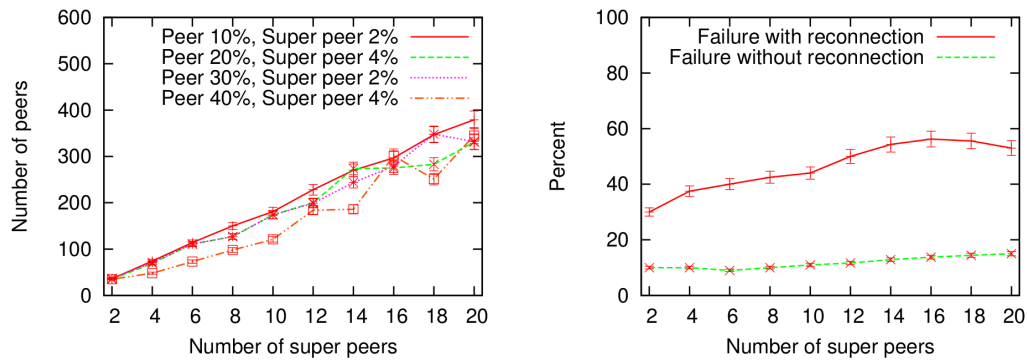 600
500
400
300
200
100
0
Number of peers
Peer 10%, Super peer 2%
Peer 20%, Super peer 4%
Peer 30%, Super peer 2%
Peer 40%, Super peer 4%
2 4 6 8 10 12 14 16 18 20
Number of super peers
100
80
60
40
20
0
Percent
Failure with reconnection
Failure without reconnection
2 4 6 8 10 12 14 16 18 20
Number of super peers